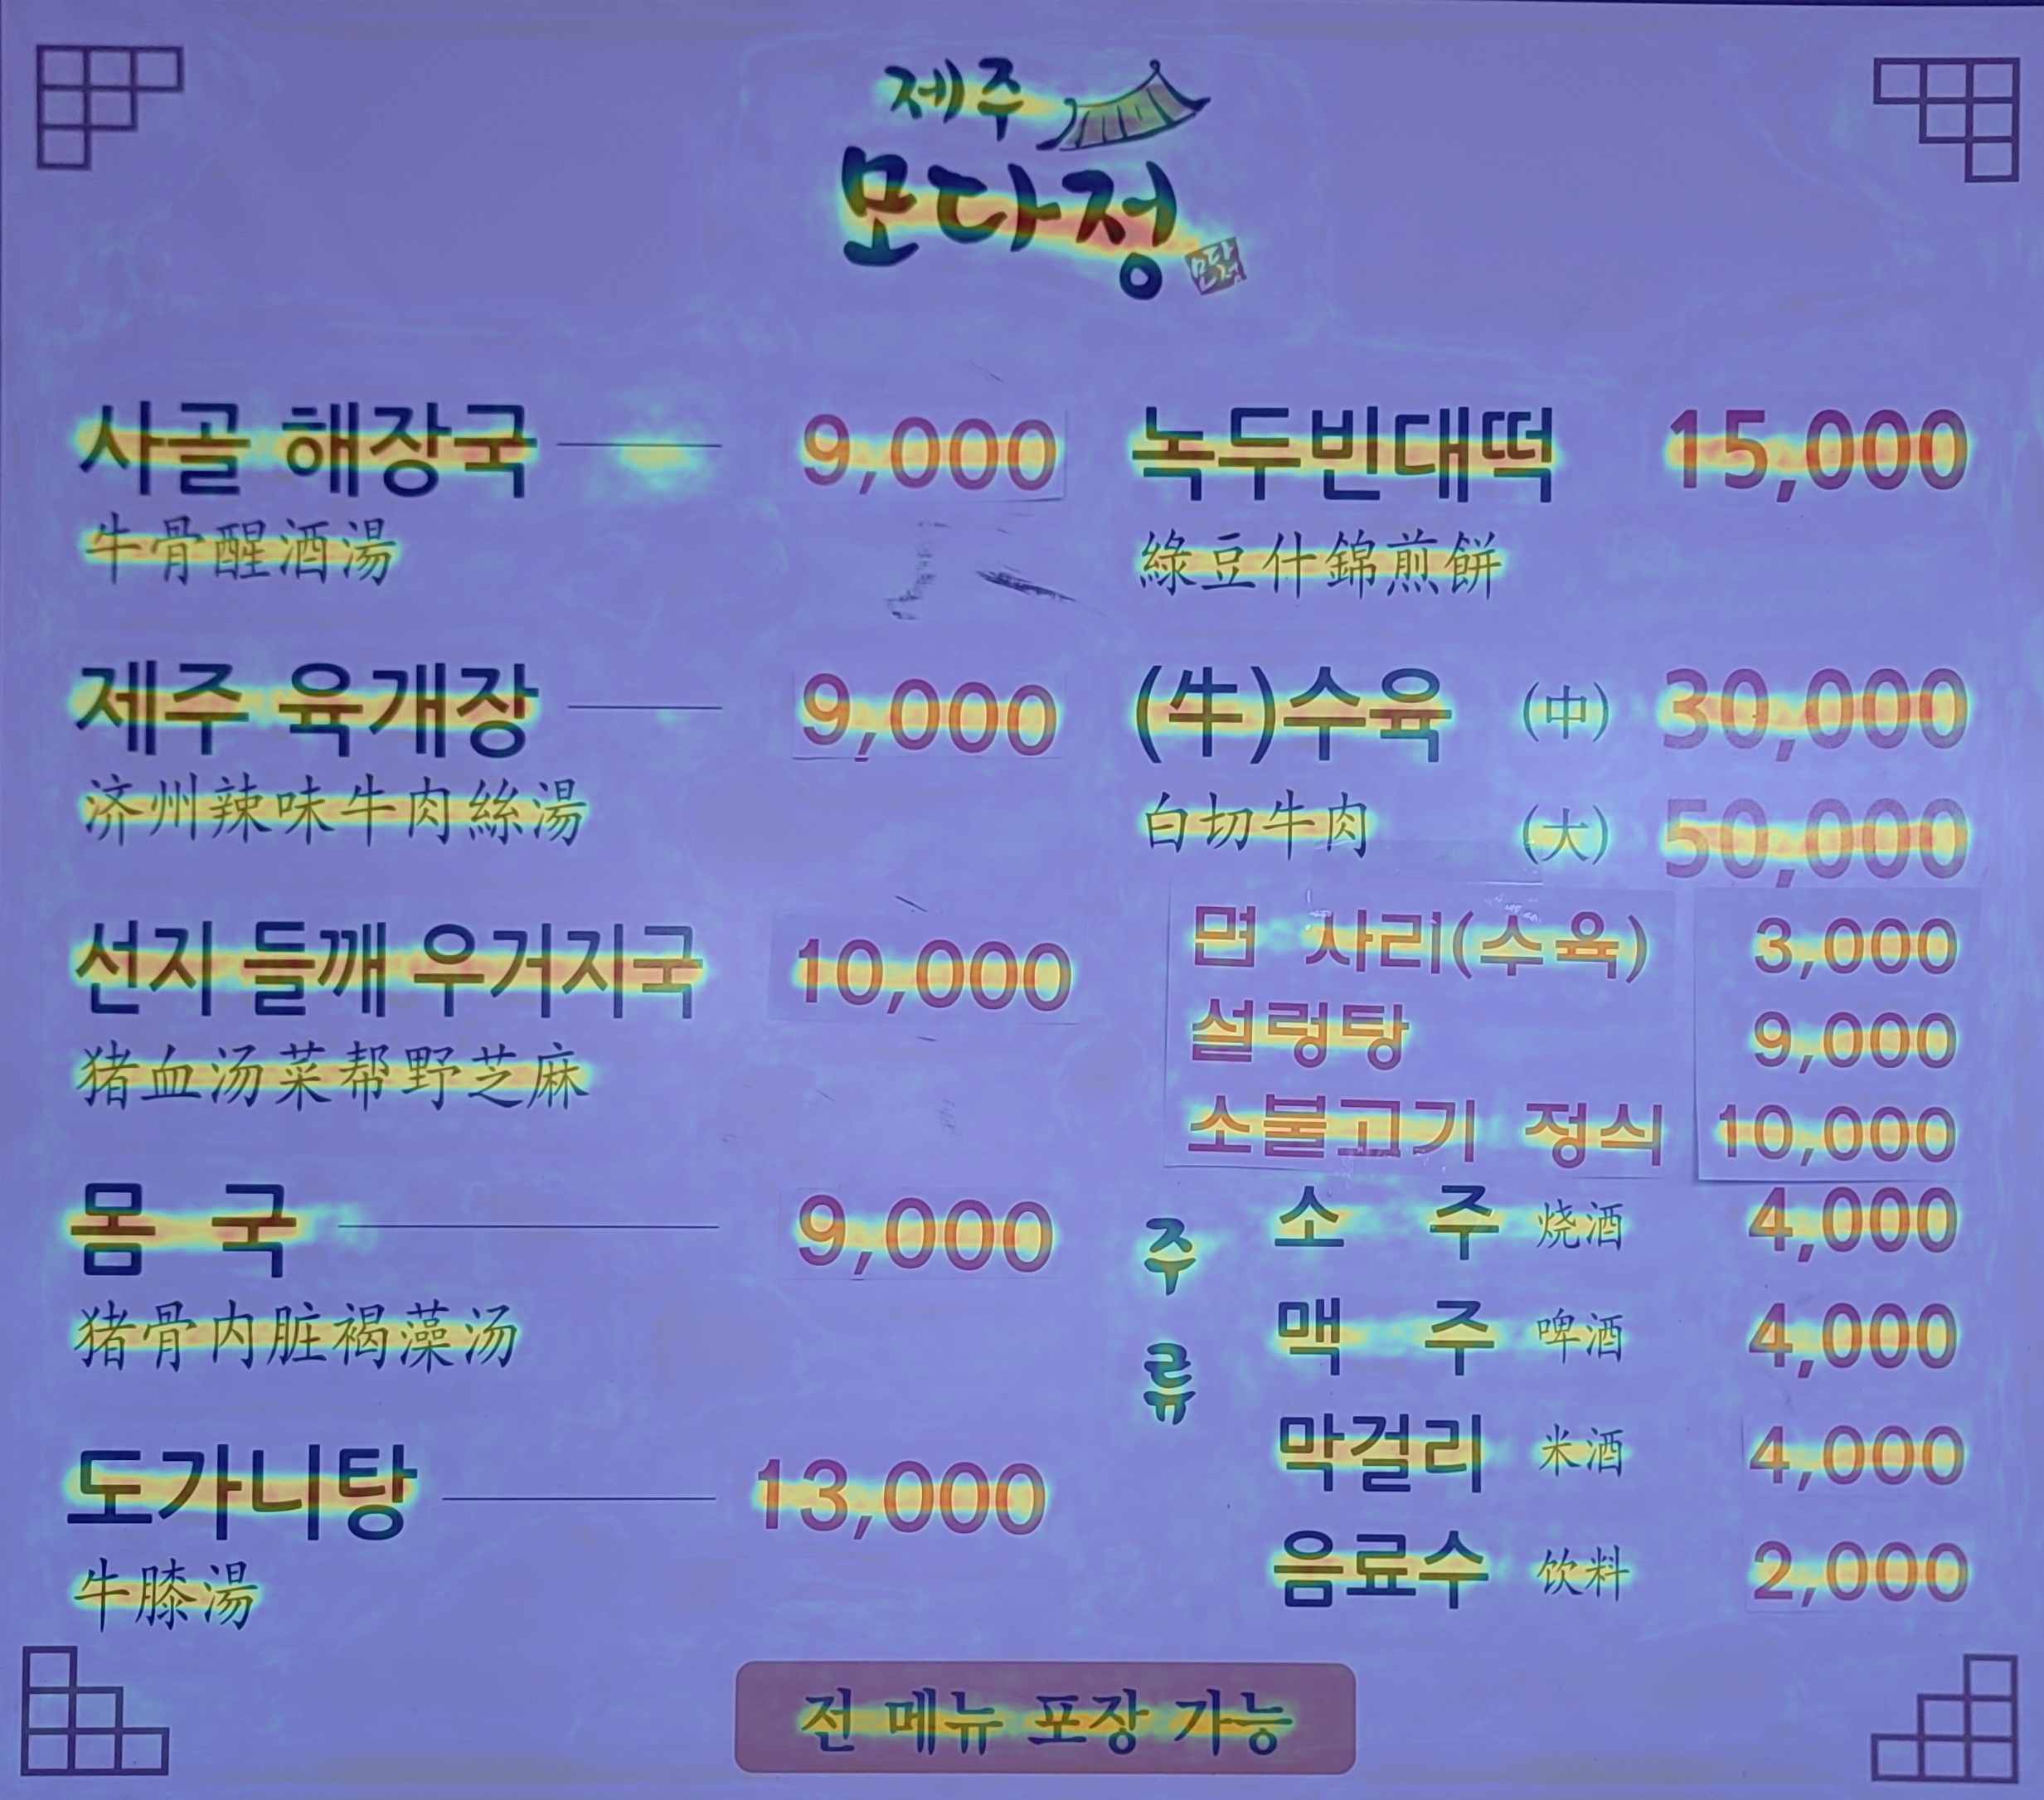 제주
모다정
모다정
사골 해장국 9,000
牛骨醒酒湯
제주 육개장 9,000
济州辣味牛肉絲湯
선지 들깨 우거지국 10,000
猪血汤菜帮野芝麻
몸 국 9,000
猪骨内脏褐藻汤
도가니탕 13,000
牛膝湯
녹두빈대떡 15,000
綠豆什錦煎餅
(牛)수육 (中) 30,000
白切牛肉 (大) 50,000
면 사리(수육) 3,000
설렁탕 9,000
소불고기 정식 10,000
주류
소 주 烧酒 4,000
맥 주 啤酒 4,000
막걸리 米酒 4,000
음료수 饮料 2,000
전 메뉴 포장 가능